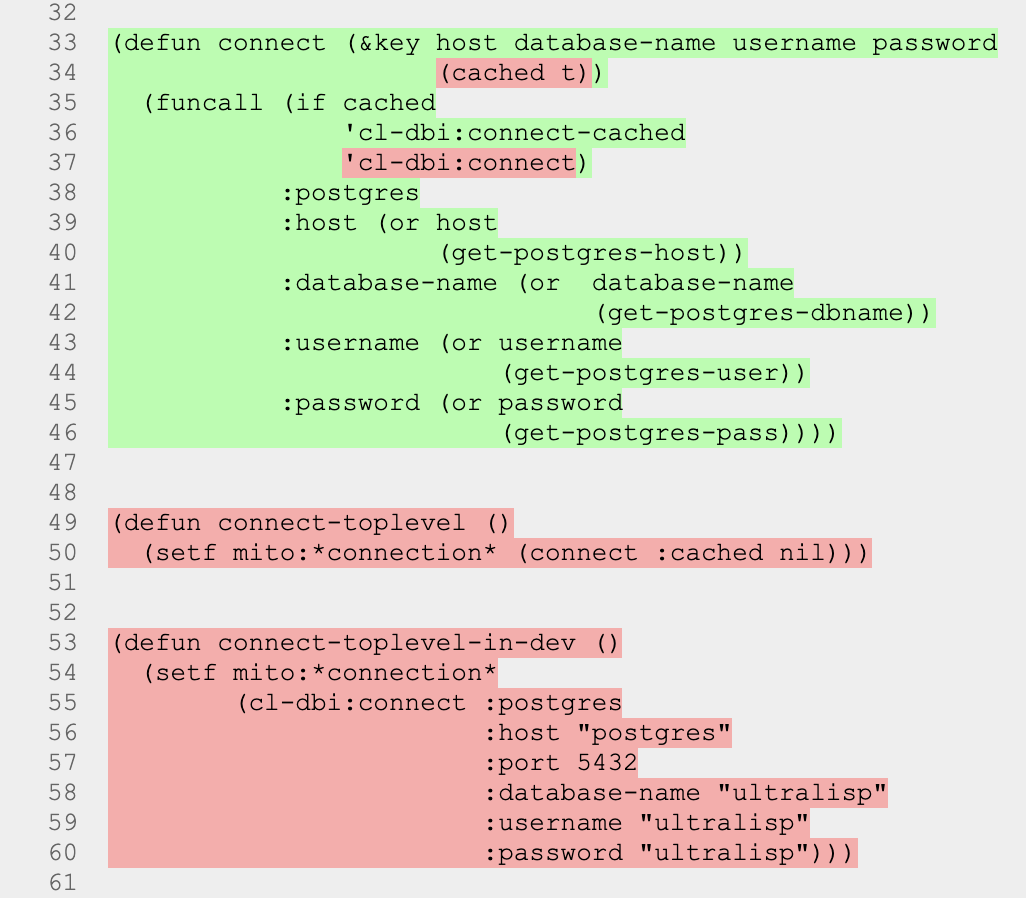 32
33 (defun connect (&key host database-name username password
34                      (cached t))
35   (funcall (if cached
36                'cl-dbi:connect-cached
37                'cl-dbi:connect)
38            :postgres
39            :host (or host
40                      (get-postgres-host))
41            :database-name (or  database-name
42                                (get-postgres-dbname))
43            :username (or username
44                          (get-postgres-user))
45            :password (or password
46                          (get-postgres-pass))))
47
48
49 (defun connect-toplevel ()
50   (setf mito:*connection* (connect :cached nil)))
51
52
53 (defun connect-toplevel-in-dev ()
54   (setf mito:*connection*
55         (cl-dbi:connect :postgres
56                         :host "postgres"
57                         :port 5432
58                         :database-name "ultralisp"
59                         :username "ultralisp"
60                         :password "ultralisp")))
61